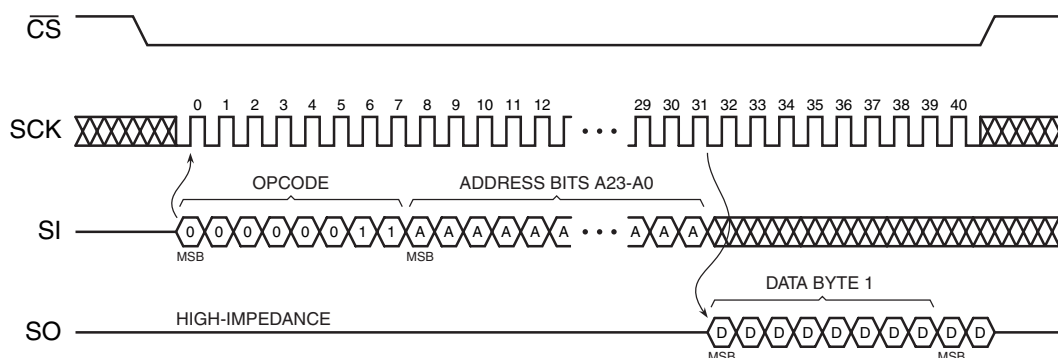 CS
0 1 2 3 4 5 6 7 8 9 10 11 12 29 30 31 32 33 34 35 36 37 38 39 40
SCK
OPCODE ADDRESS BITS A23-A0
SI 0 0 0 0 0 0 1 1 A A A A A A A A A
MSB MSB
DATA BYTE 1
HIGH-IMPEDANCE
SO D D D D D D D D D D
MSB MSB